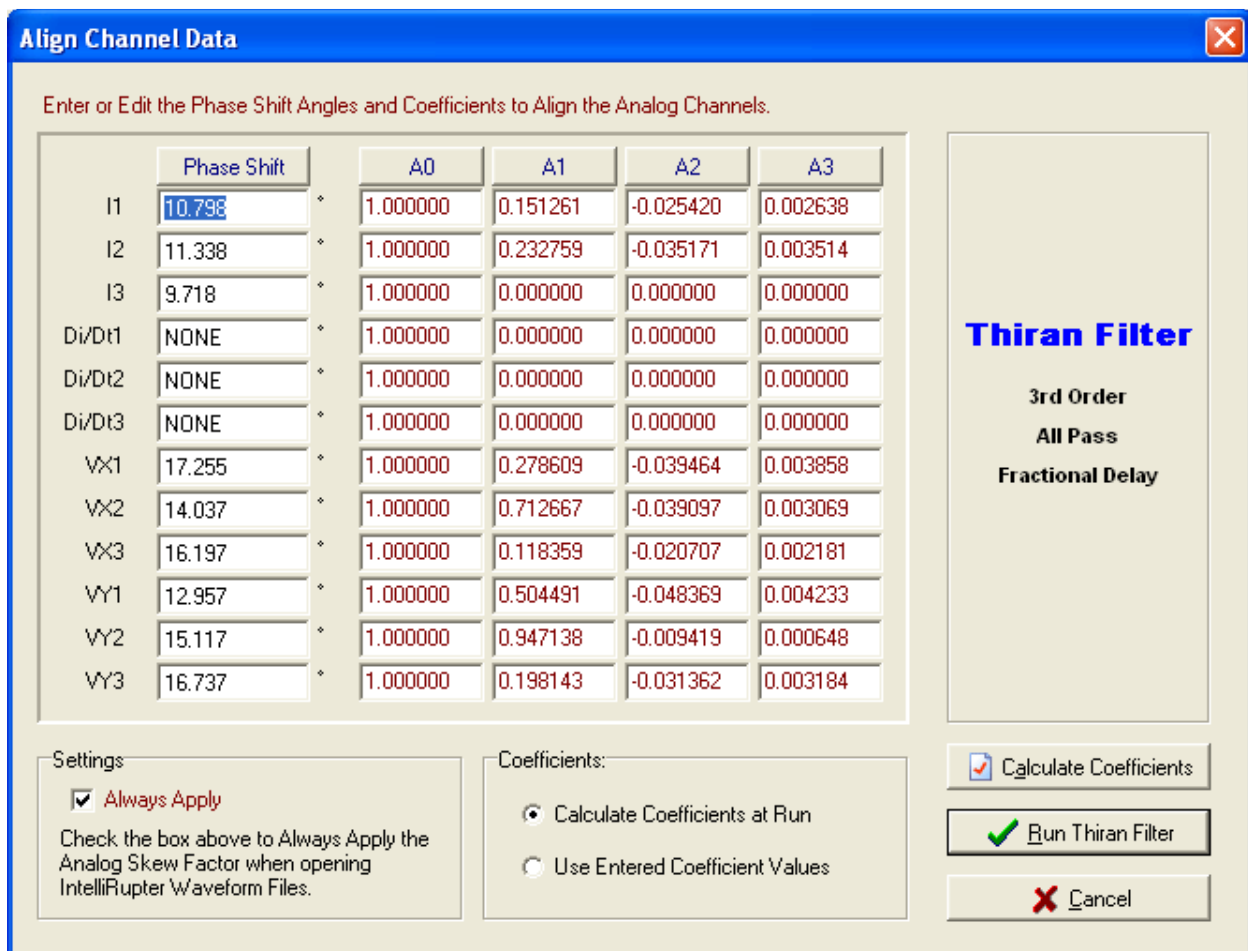 Align Channel Data
Enter or Edit the Phase Shift Angles and Coefficients to Align the Analog Channels.
Phase Shift A0 A1 A2 A3
I1 10.798 ° 1.000000 0.151261 -0.025420 0.002638
I2 11.338 ° 1.000000 0.232759 -0.035171 0.003514
I3 9.718 ° 1.000000 0.000000 0.000000 0.000000
Di/Dt1 NONE ° 1.000000 0.000000 0.000000 0.000000
Di/Dt2 NONE ° 1.000000 0.000000 0.000000 0.000000
Di/Dt3 NONE ° 1.000000 0.000000 0.000000 0.000000
VX1 17.255 ° 1.000000 0.278609 -0.039464 0.003858
VX2 14.037 ° 1.000000 0.712667 -0.039097 0.003069
VX3 16.197 ° 1.000000 0.118359 -0.020707 0.002181
VY1 12.957 ° 1.000000 0.504491 -0.048369 0.004233
VY2 15.117 ° 1.000000 0.947138 -0.009419 0.000648
VY3 16.737 ° 1.000000 0.198143 -0.031362 0.003184
Thiran Filter
3rd Order
All Pass
Fractional Delay
Settings
Always Apply
Check the box above to Always Apply the
Analog Skew Factor when opening
IntelliRupter Waveform Files.
Coefficients:
Calculate Coefficients at Run
Use Entered Coefficient Values
Calculate Coefficients
Run Thiran Filter
Cancel